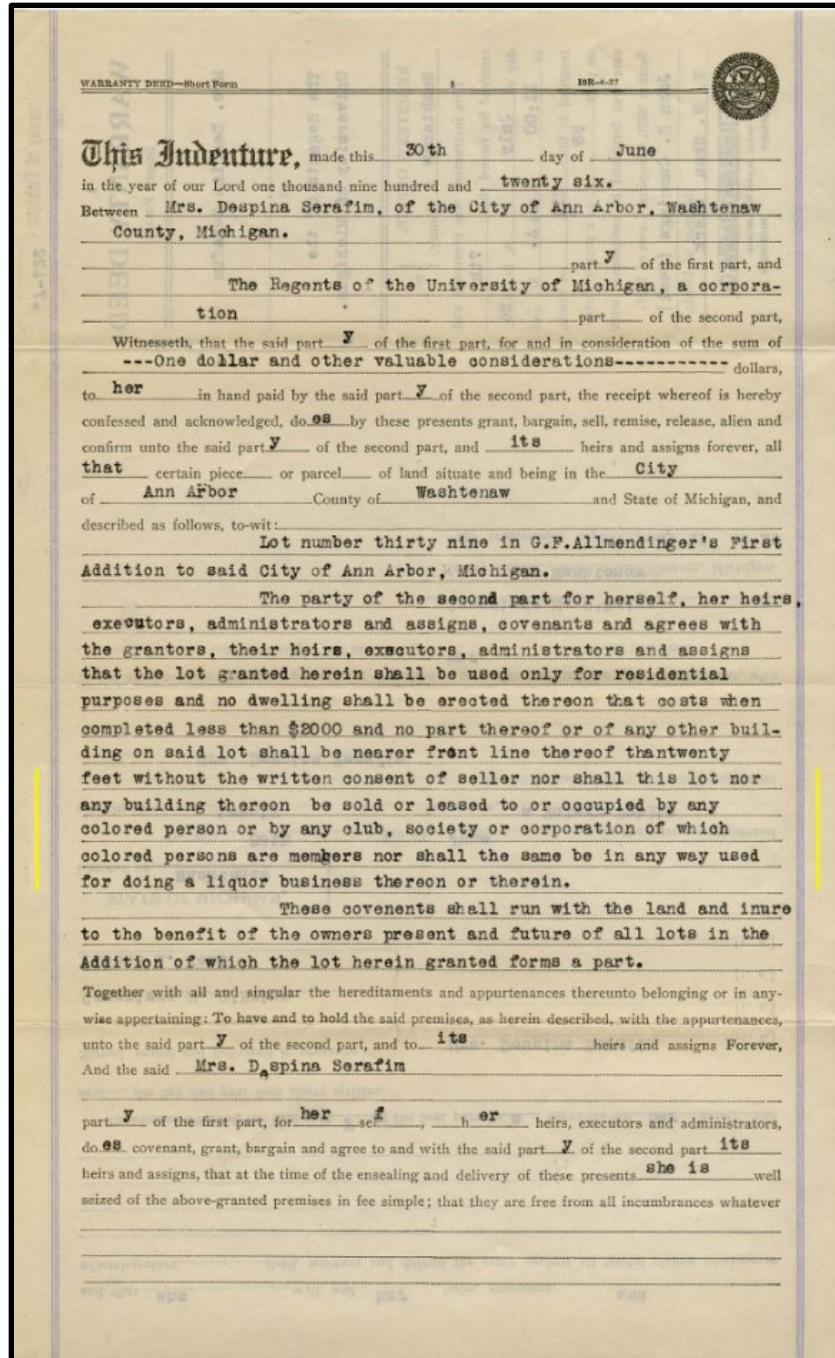 WARRANTY DEED—Short Form 1
This Indenture, made this 30th day of June
in the year of our Lord one thousand nine hundred and twenty six.
Between Mrs. Despina Serafim, of the City of Ann Arbor, Washtenaw
County, Michigan.
part y of the first part, and
The Regents of the University of Michigan, a corpora-
tion part of the second part,
Witnesseth, that the said part y of the first part, for and in consideration of the sum of
---One dollar and other valuable considerations----------- dollars,
to her in hand paid by the said part y of the second part, the receipt whereof is hereby
confessed and acknowledged, do es by these presents grant, bargain, sell, remise, release, alien and
confirm unto the said part y of the second part, and its heirs and assigns forever, all
that certain piece or parcel of land situate and being in the City
of Ann Arbor County of Washtenaw and State of Michigan, and
described as follows, to-wit:
Lot number thirty nine in G.F.Allmendinger's First
Addition to said City of Ann Arbor, Michigan.
The party of the second part for herself, her heirs,
executors, administrators and assigns, covenants and agrees with
the grantors, their heirs, executors, administrators and assigns
that the lot granted herein shall be used only for residential
purposes and no dwelling shall be erected thereon that costs when
completed less than $2000 and no part thereof or of any other buil-
ding on said lot shall be nearer front line thereof thantwenty
feet without the written consent of seller nor shall this lot nor
any building thereon be sold or leased to or occupied by any
colored person or by any club, society or corporation of which
colored persons are members nor shall the same be in any way used
for doing a liquor business thereon or therein.
These covenents shall run with the land and inure
to the benefit of the owners present and future of all lots in the
Addition of which the lot herein granted forms a part.
Together with all and singular the hereditaments and appurtenances thereunto belonging or in any-
wise appertaining: To have and to hold the said premises, as herein described, with the appurtenances,
unto the said part y of the second part, and to its heirs and assigns Forever,
And the said Mrs. Despina Serafim
part y of the first part, for her self, h er heirs, executors and administrators,
do es covenant, grant, bargain and agree to and with the said part y of the second part its
heirs and assigns, that at the time of the ensealing and delivery of these presents she is well
seized of the above-granted premises in fee simple; that they are free from all incumbrances whatever